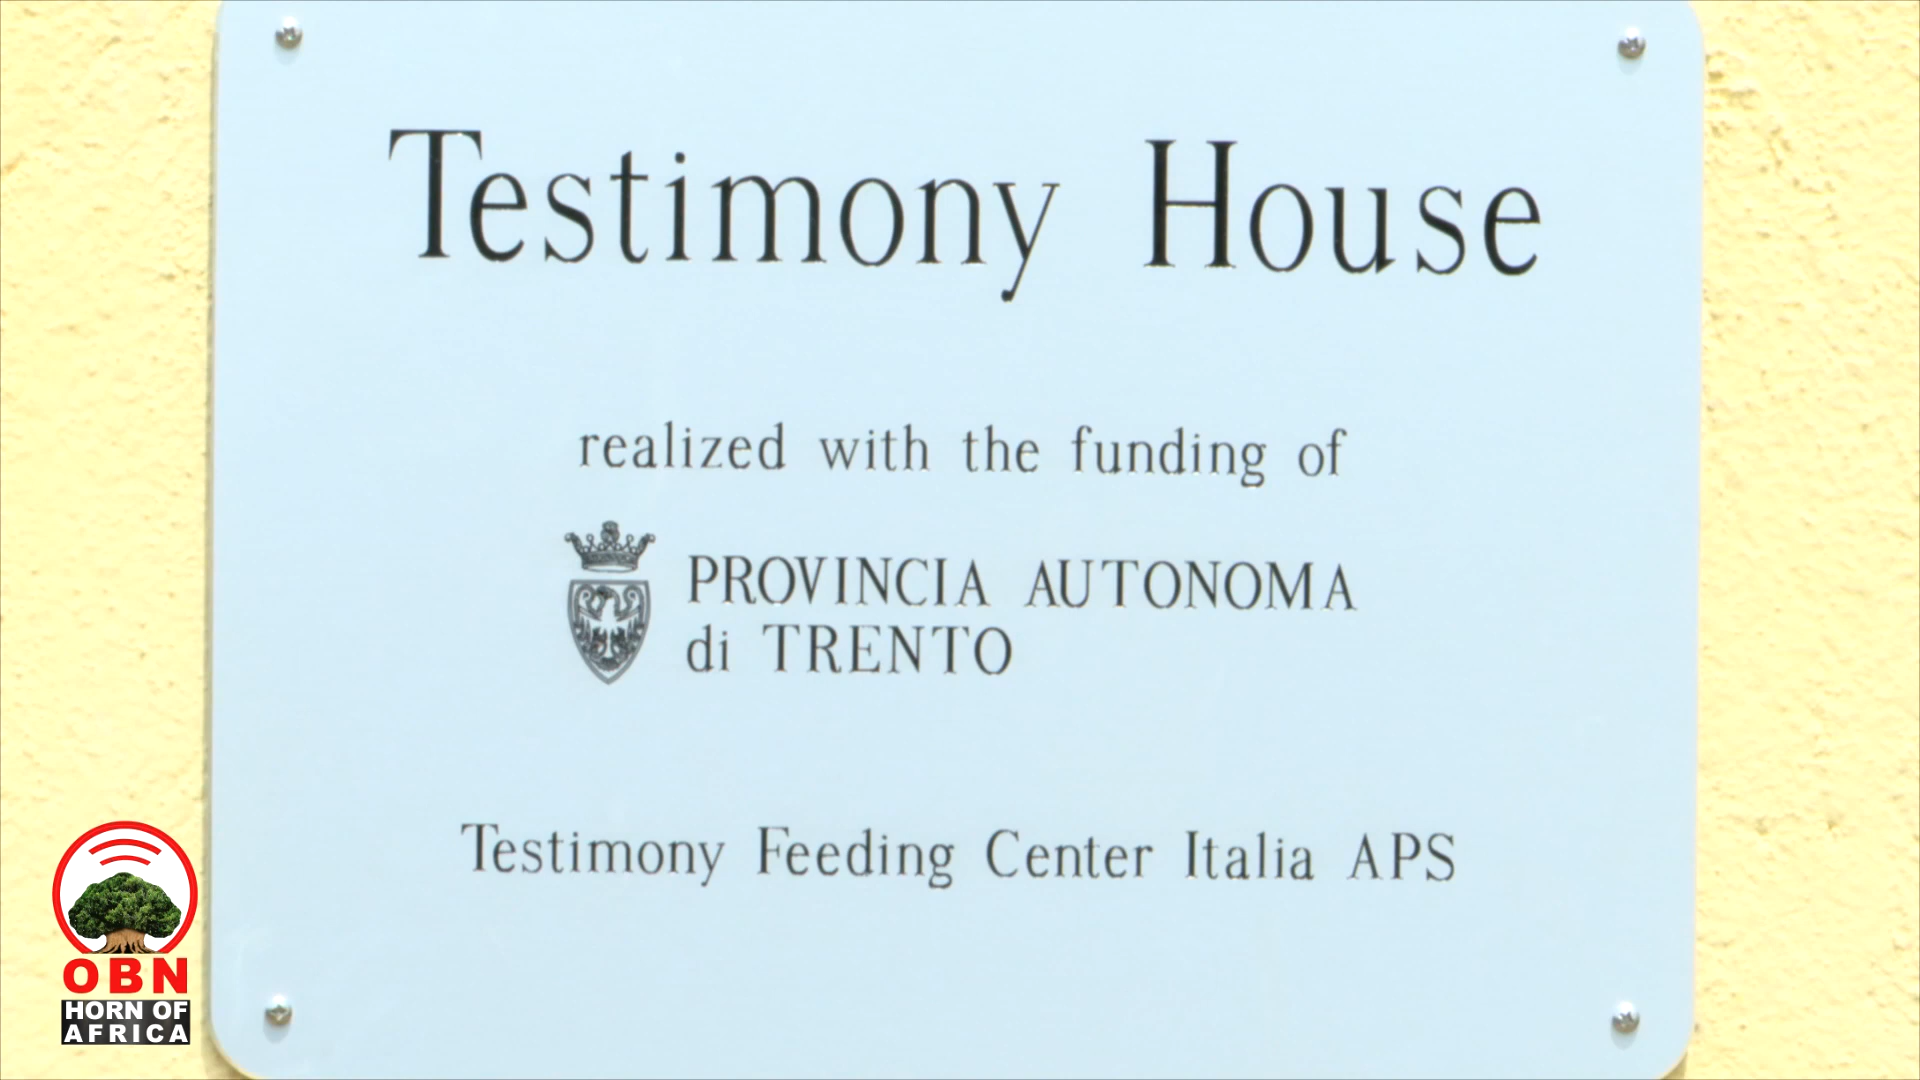 Testimony House
realized with the funding of
PROVINCIA AUTONOMA
di TRENTO
Testimony Feeding Center Italia APS
OBN
HORN OF
AFRICA